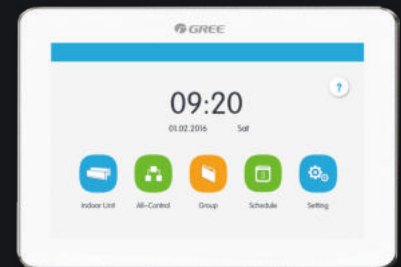 GREE
?
09:20
01.02.2016 Sat
Indoor Unit All-Control Group Schedule Setting